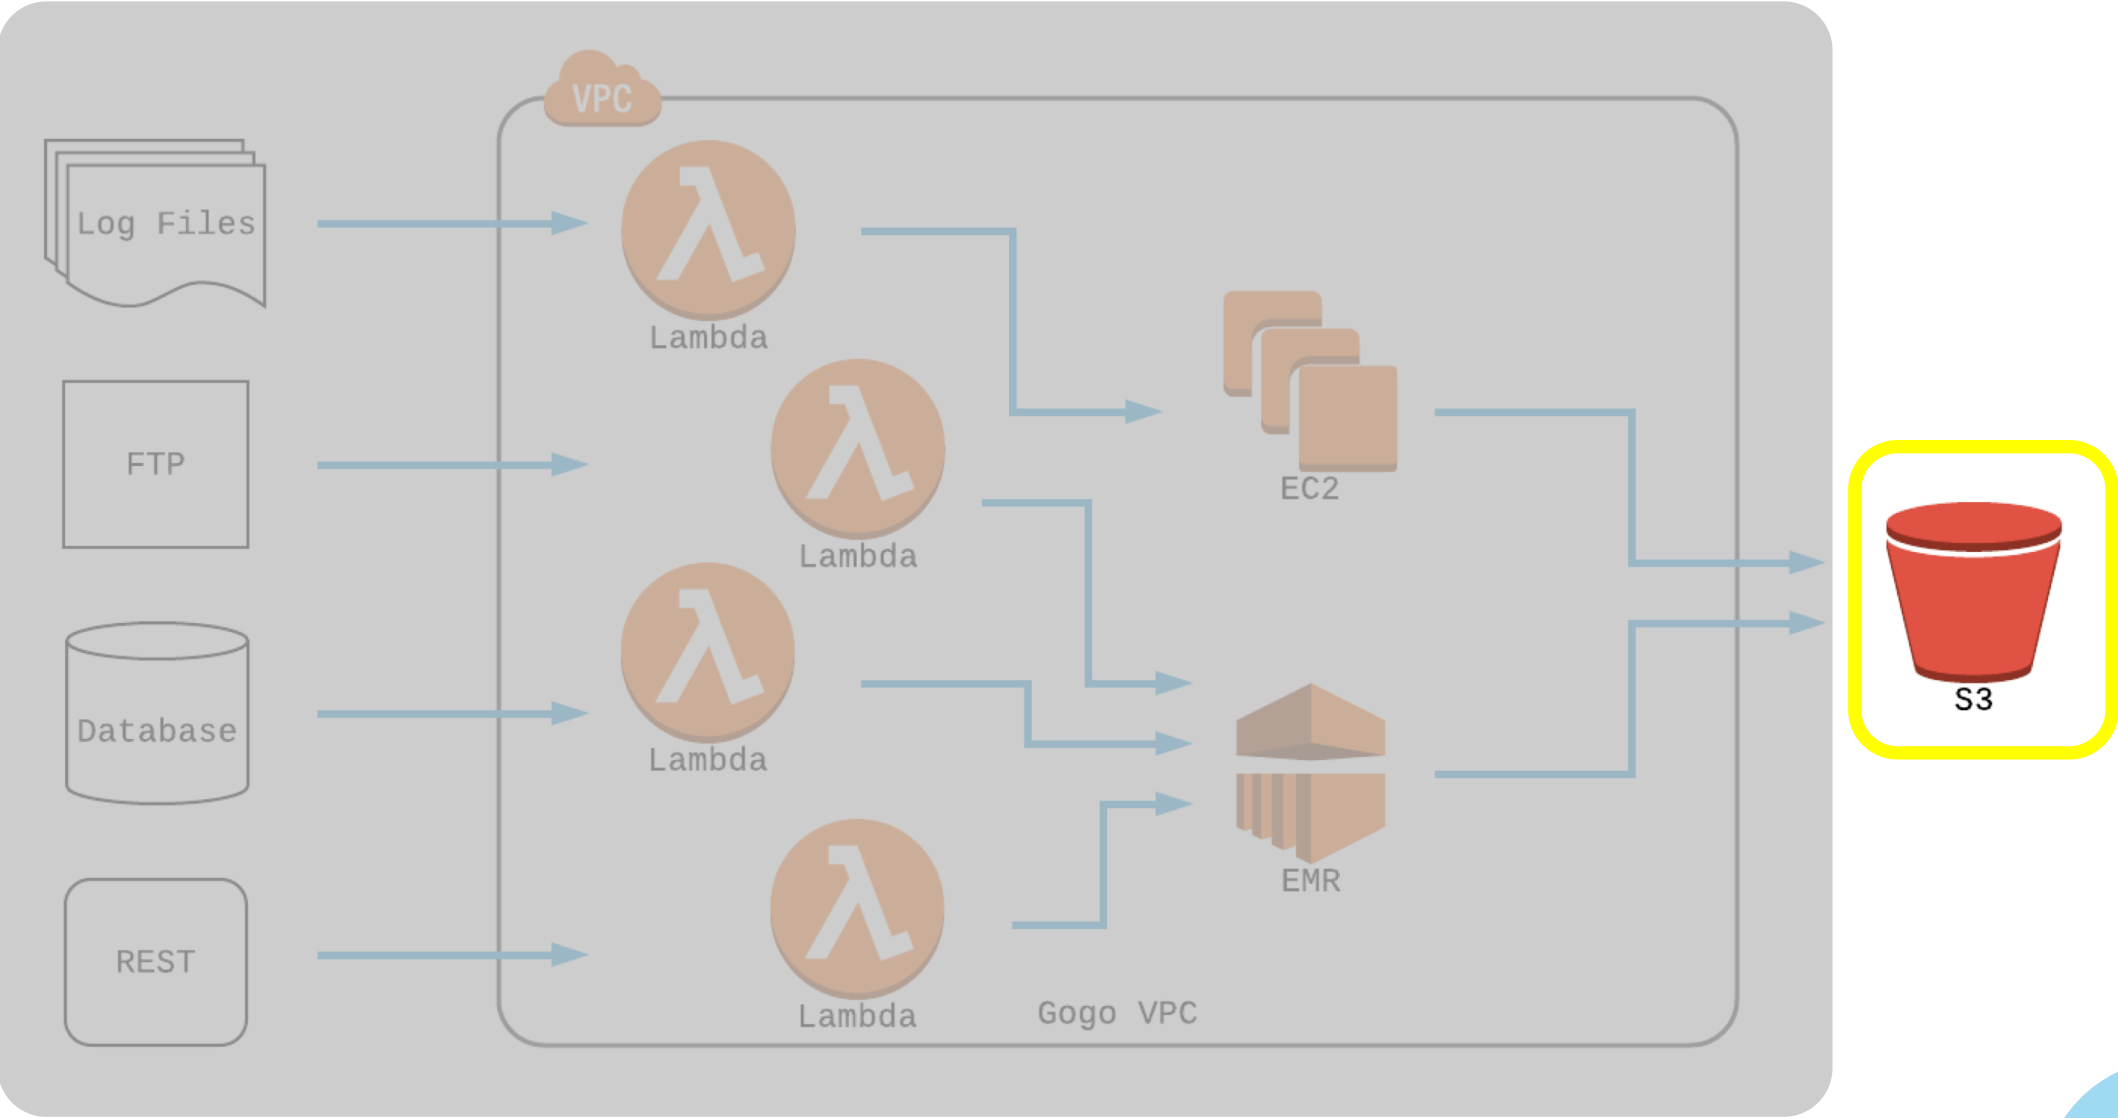 VPC
Log Files
Lambda
FTP
EC2
Lambda
S3
Database
Lambda
EMR
REST
Lambda
Gogo VPC